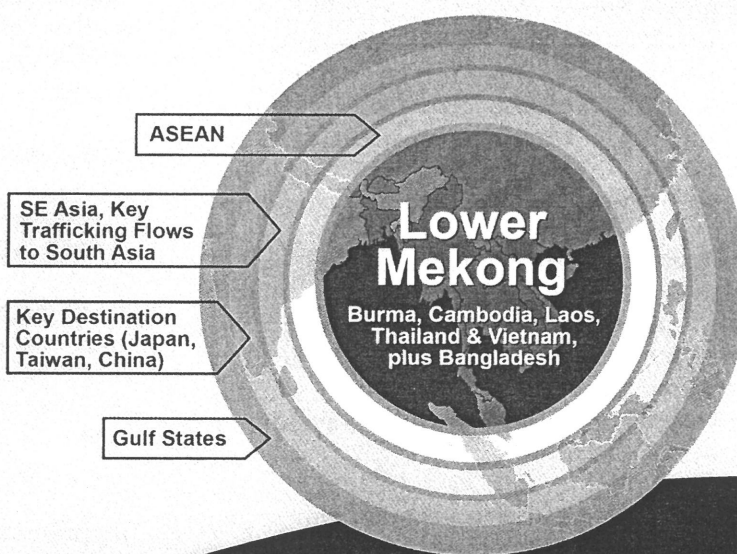 ASEAN
SE Asia, Key
Trafficking Flows
to South Asia
Key Destination
Countries (Japan,
Taiwan, China)
Gulf States
Lower
Mekong
Burma, Cambodia, Laos,
Thailand & Vietnam,
plus Bangladesh